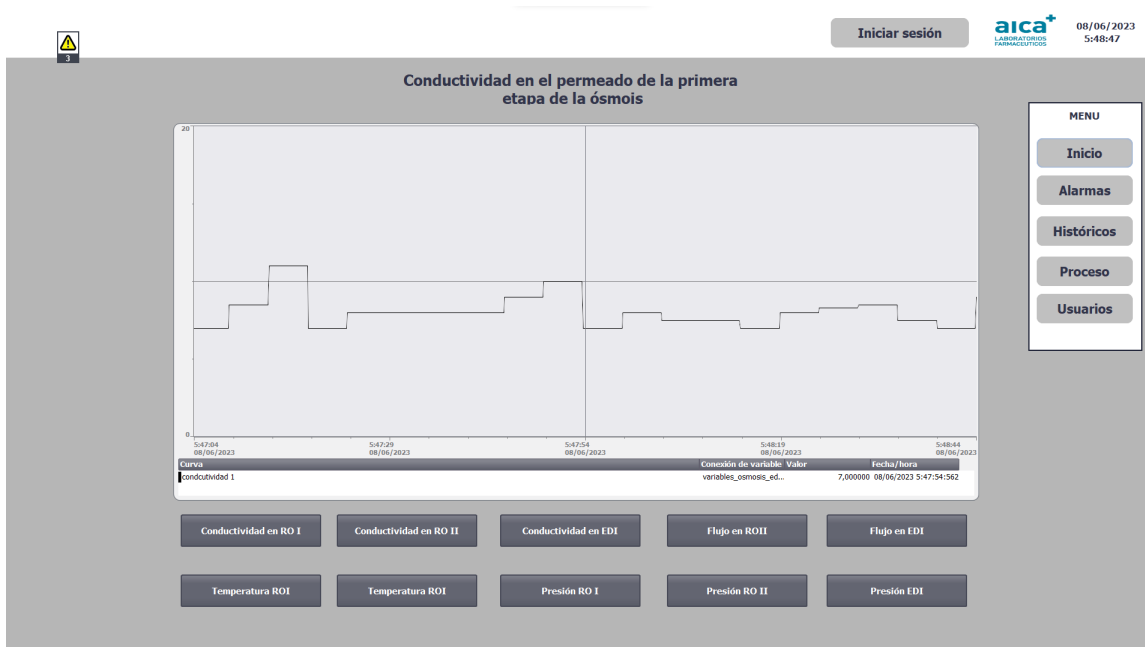 3
Iniciar sesión
aica+
LABORATORIOS
FARMACEUTICOS
08/06/2023
5:48:47
Conductividad en el permeado de la primera
etapa de la ósmois
MENU
Inicio
Alarmas
Históricos
Proceso
Usuarios
20
0
5:47:04
08/06/2023
5:47:29
08/06/2023
5:47:54
08/06/2023
5:48:19
08/06/2023
5:48:44
08/06/2023
Curva Conexión de variable Valor Fecha/hora
condcutividad 1 variables_osmosis_ed... 7,000000 08/06/2023 5:47:54:562
Conductividad en RO I Conductividad en RO II Conductividad en EDI Flujo en ROII Flujo en EDI
Temperatura ROI Temperatura ROI Presión RO I Presión RO II Presión EDI